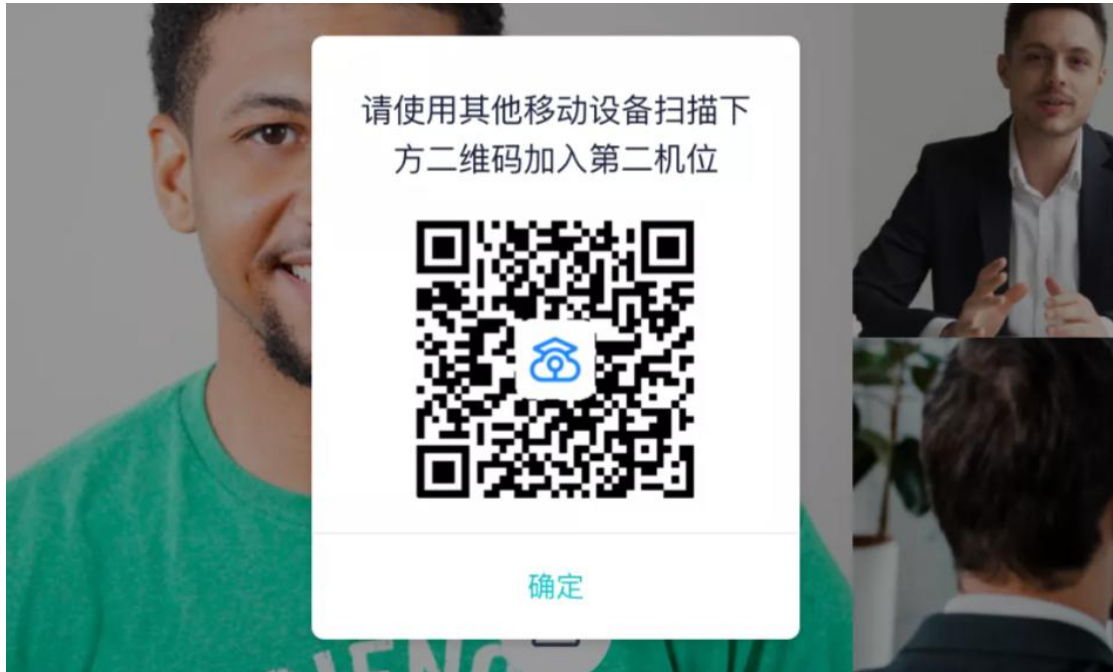 请使用其他移动设备扫描下
方二维码加入第二机位
确定